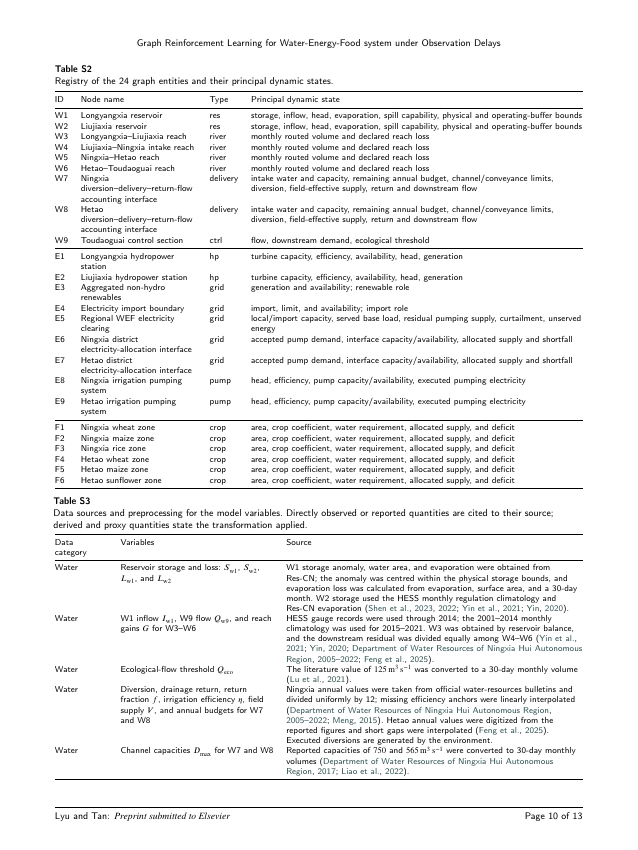 Graph Reinforcement Learning for Water-Energy-Food system under Observation Delays
Table S2
Registry of the 24 graph entities and their principal dynamic states.
ID Node name Type Principal dynamic state
W1 Longyangxia reservoir res storage, inflow, head, evaporation, spill capability, physical and operating-buffer bounds
W2 Liujiaxia reservoir res storage, inflow, head, evaporation, spill capability, physical and operating-buffer bounds
W3 Longyangxia–Liujiaxia reach river monthly routed volume and declared reach loss
W4 Liujiaxia–Ningxia intake reach river monthly routed volume and declared reach loss
W5 Ningxia–Hetao reach river monthly routed volume and declared reach loss
W6 Hetao–Toudaoguai reach river monthly routed volume and declared reach loss
W7 Ningxia delivery intake water and capacity, remaining annual budget, channel/conveyance limits,
diversion–delivery–return-flow diversion, field-effective supply, return and downstream flow
accounting interface
W8 Hetao delivery intake water and capacity, remaining annual budget, channel/conveyance limits,
diversion–delivery–return-flow diversion, field-effective supply, return and downstream flow
accounting interface
W9 Toudaoguai control section ctrl flow, downstream demand, ecological threshold
E1 Longyangxia hydropower hp turbine capacity, efficiency, availability, head, generation
station
E2 Liujiaxia hydropower station hp turbine capacity, efficiency, availability, head, generation
E3 Aggregated non-hydro grid generation and availability; renewable role
renewables
E4 Electricity import boundary grid import, limit, and availability; import role
E5 Regional WEF electricity grid local/import capacity, served base load, residual pumping supply, curtailment, unserved
clearing energy
E6 Ningxia district grid accepted pump demand, interface capacity/availability, allocated supply and shortfall
electricity-allocation interface
E7 Hetao district grid accepted pump demand, interface capacity/availability, allocated supply and shortfall
electricity-allocation interface
E8 Ningxia irrigation pumping pump head, efficiency, pump capacity/availability, executed pumping electricity
system
E9 Hetao irrigation pumping pump head, efficiency, pump capacity/availability, executed pumping electricity
system
F1 Ningxia wheat zone crop area, crop coefficient, water requirement, allocated supply, and deficit
F2 Ningxia maize zone crop area, crop coefficient, water requirement, allocated supply, and deficit
F3 Ningxia rice zone crop area, crop coefficient, water requirement, allocated supply, and deficit
F4 Hetao wheat zone crop area, crop coefficient, water requirement, allocated supply, and deficit
F5 Hetao maize zone crop area, crop coefficient, water requirement, allocated supply, and deficit
F6 Hetao sunflower zone crop area, crop coefficient, water requirement, allocated supply, and deficit
Table S3
Data sources and preprocessing for the model variables. Directly observed or reported quantities are cited to their source;
derived and proxy quantities state the transformation applied.
Data Variables Source
category
Water Reservoir storage and loss: S_w1, S_w2, W1 storage anomaly, water area, and evaporation were obtained from
L_w1, and L_w2 Res-CN; the anomaly was centred within the physical storage bounds, and
evaporation loss was calculated from evaporation, surface area, and a 30-day
month. W2 storage used the HESS monthly regulation climatology and
Res-CN evaporation (Shen et al., 2023, 2022; Yin et al., 2021; Yin, 2020).
Water W1 inflow I_w1, W9 flow Q_w9, and reach HESS gauge records were used through 2014; the 2001–2014 monthly
gains G for W3–W6 climatology was used for 2015–2021. W3 was obtained by reservoir balance,
and the downstream residual was divided equally among W4–W6 (Yin et al.,
2021; Yin, 2020; Department of Water Resources of Ningxia Hui Autonomous
Region, 2005–2022; Feng et al., 2025).
Water Ecological-flow threshold Q_eco The literature value of 125 m³ s⁻¹ was converted to a 30-day monthly volume
(Lu et al., 2021).
Water Diversion, drainage return, return Ningxia annual values were taken from official water-resources bulletins and
fraction f, irrigation efficiency η, field divided uniformly by 12; missing efficiency anchors were linearly interpolated
supply V, and annual budgets for W7 (Department of Water Resources of Ningxia Hui Autonomous Region,
and W8 2005–2022; Meng, 2015). Hetao annual values were digitized from the
reported figures and short gaps were interpolated (Feng et al., 2025).
Executed diversions are generated by the environment.
Water Channel capacities D_max for W7 and W8 Reported capacities of 750 and 565 m³ s⁻¹ were converted to 30-day monthly
volumes (Department of Water Resources of Ningxia Hui Autonomous
Region, 2017; Liao et al., 2022).
Lyu and Tan: Preprint submitted to Elsevier Page 10 of 13